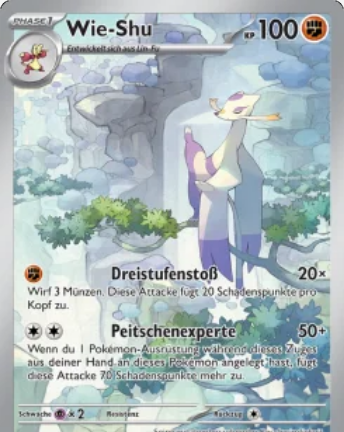 PHASE 1
Wie-Shu
KP 100
Entwickelt sich aus Lin-Fu
Dreistufenstoß 20×
Wirf 3 Münzen. Diese Attacke fügt 20 Schadenspunkte pro
Kopf zu.
Peitschenexperte 50+
Wenn du 1 Pokémon-Ausrüstung während dieses Zuges
aus deiner Hand an dieses Pokémon angelegt hast, fügt
diese Attacke 70 Schadenspunkte mehr zu.
Schwäche ×2 Resistenz Rückzug